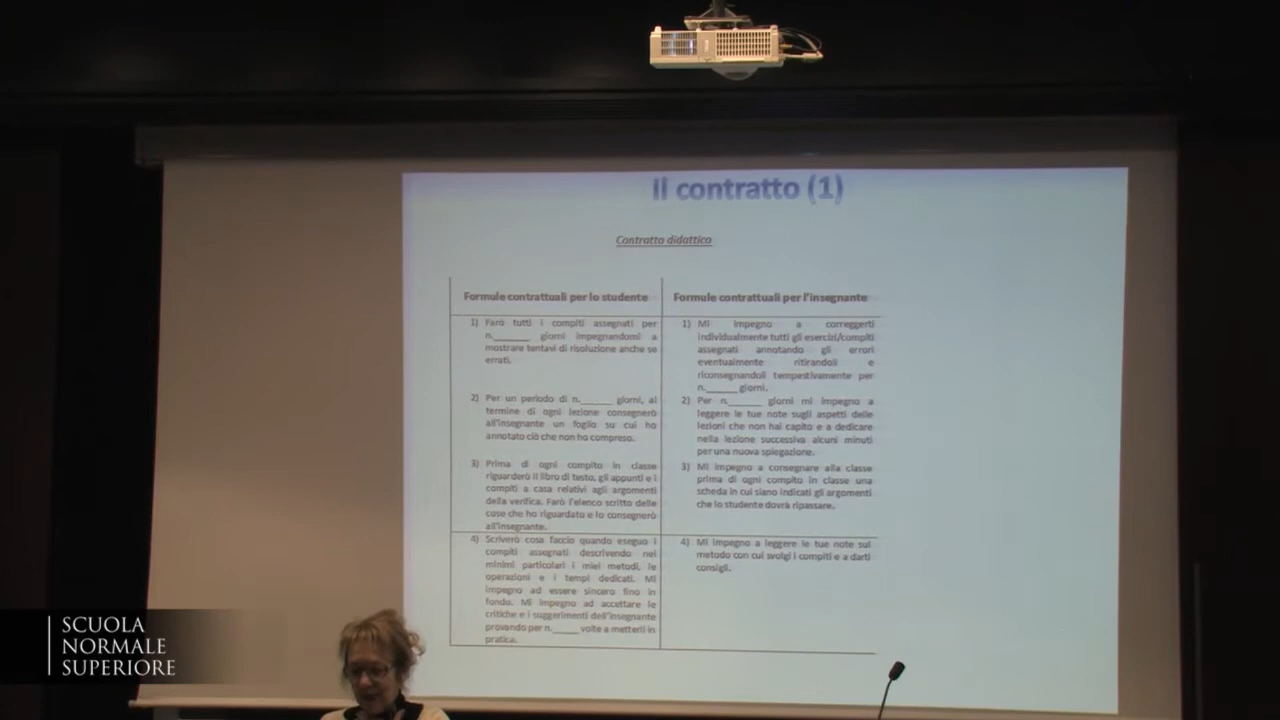 Il contratto (1)
Contratto didattico
Formule contrattuali per lo studente
1) Farò tutti i compiti assegnati per
n.______ giorni impegnandomi a
mostrare tentavi di risoluzione anche se
errati.
2) Per un periodo di n.______ giorni, al
termine di ogni lezione consegnerò
all'insegnante un foglio su cui ho
annotato ciò che non ho compreso.
3) Prima di ogni compito in classe
riguarderò il libro di testo, gli appunti e i
compiti a casa relativi agli argomenti
della verifica. Farò l'elenco scritto delle
cose che ho riguardato e lo consegnerò
all'insegnante.
4) Scriverò cosa faccio quando eseguo i
compiti assegnati descrivendo nei
minimi particolari i miei metodi, le
operazioni e i tempi dedicati. Mi
impegno ad essere sincero fino in
fondo. Mi impegno ad accettare le
critiche e i suggerimenti dell'insegnante
provando per n._____ volte a metterli in
pratica.
Formule contrattuali per l'insegnante
1) Mi impegno a correggerti
individualmente tutti gli esercizi/compiti
assegnati annotando gli errori
eventualmente ritirandoli e
riconsegnandoli tempestivamente per
n.______ giorni.
2) Per n.______ giorni mi impegno a
leggere le tue note sugli aspetti delle
lezioni che non hai capito e a dedicare
nella lezione successiva alcuni minuti
per una nuova spiegazione.
3) Mi impegno a consegnare alla classe
prima di ogni compito in classe una
scheda in cui siano indicati gli argomenti
che lo studente dovrà ripassare.
4) Mi impegno a leggere le tue note sul
metodo con cui svolgi i compiti e a darti
consigli.
SCUOLA
NORMALE
SUPERIORE